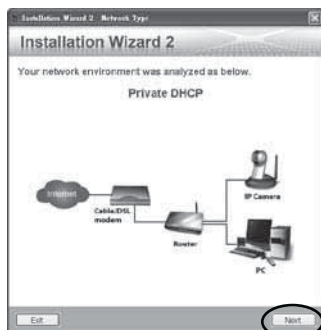 Installation Wizard 2 - Network Type
Installation Wizard 2
Your network environment was analyzed as below.
Private DHCP
Internet
Cable/DSL
modem
Router
IP Camera
PC
Exit
Next